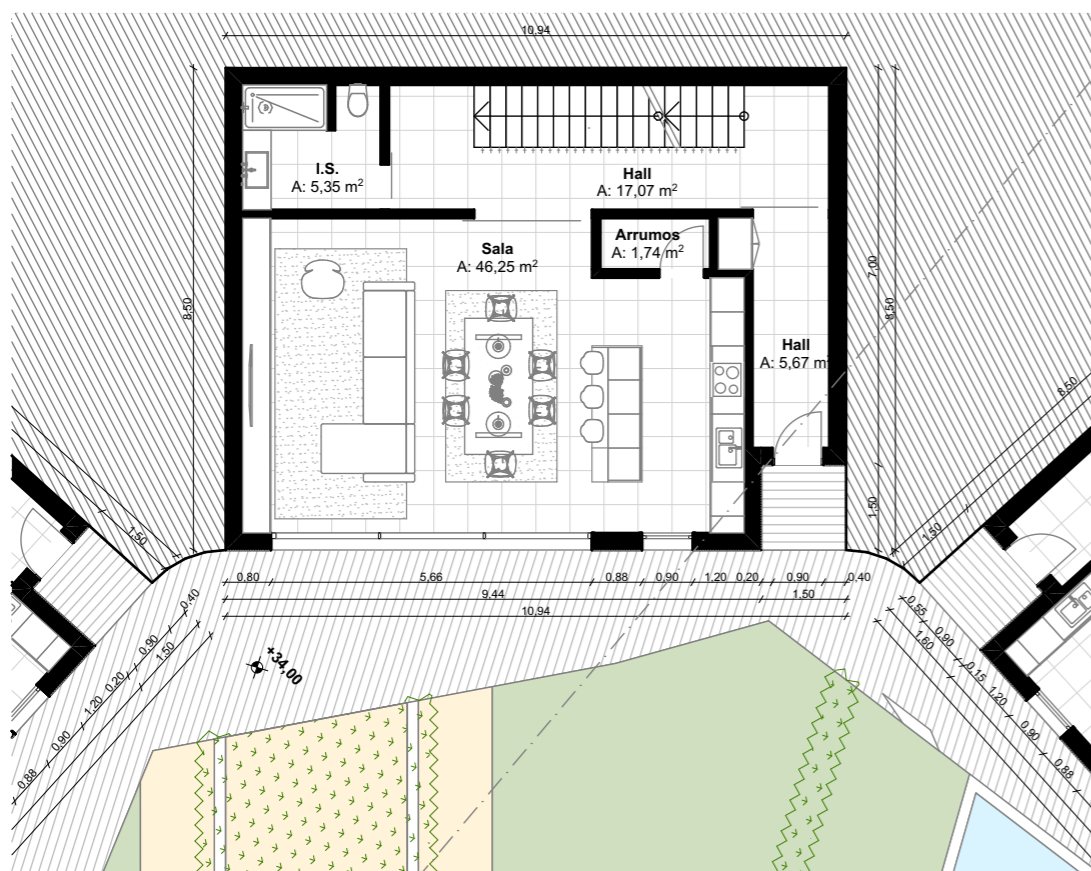 10,94
I.S.
A: 5,35 m²
Hall
A: 17,07 m²
Sala
A: 46,25 m²
Arrumos
A: 1,74 m²
Hall
A: 5,67 m²
8,50
7,00
8,50
1,50
8,50
1,50
1,50
0,80 5,66 0,88 0,90 1,20 0,20 0,90 0,40
9,44 1,50
10,94
+34,00
0,40
0,90
1,50
0,20
1,20
0,90
0,88
0,55
0,90
1,60
0,15
1,20
0,90
0,88